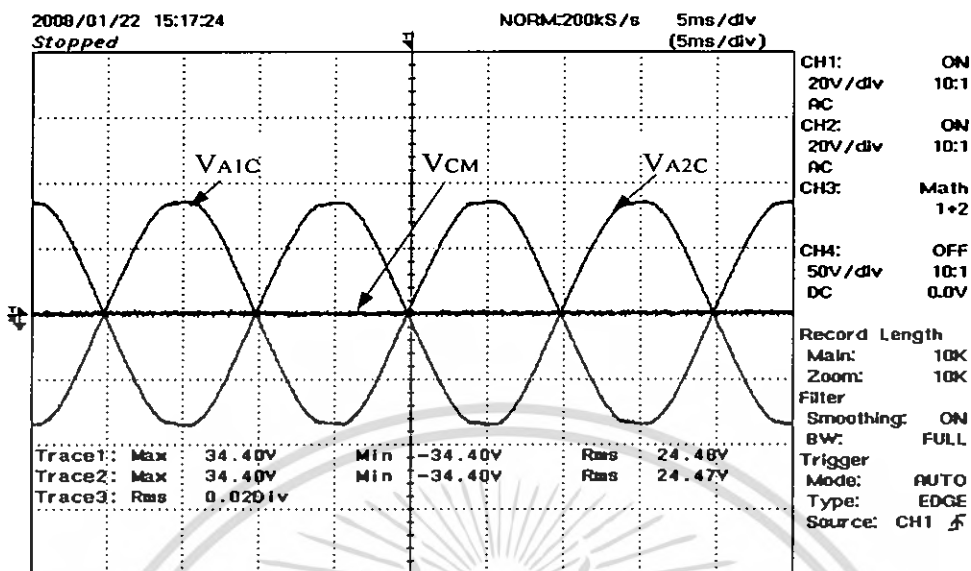 2008/01/22 15:17:24 NORM:200kS/s 5ms/div
Stopped (5ms/div)
CH1: ON
20V/div 10:1
AC
CH2: ON
20V/div 10:1
AC
CH3: Math
1+2
CH4: OFF
50V/div 10:1
DC 0.0V
Record Length
Main: 10K
Zoom: 10K
Filter
Smoothing: ON
BW: FULL
Trigger
Mode: AUTO
Type: EDGE
Source: CH1
VA1C VCM VA2C
Trace1: Max 34.40V Min -34.40V Rms 24.48V
Trace2: Max 34.40V Min -34.40V Rms 24.47V
Trace3: Rms 0.02Div